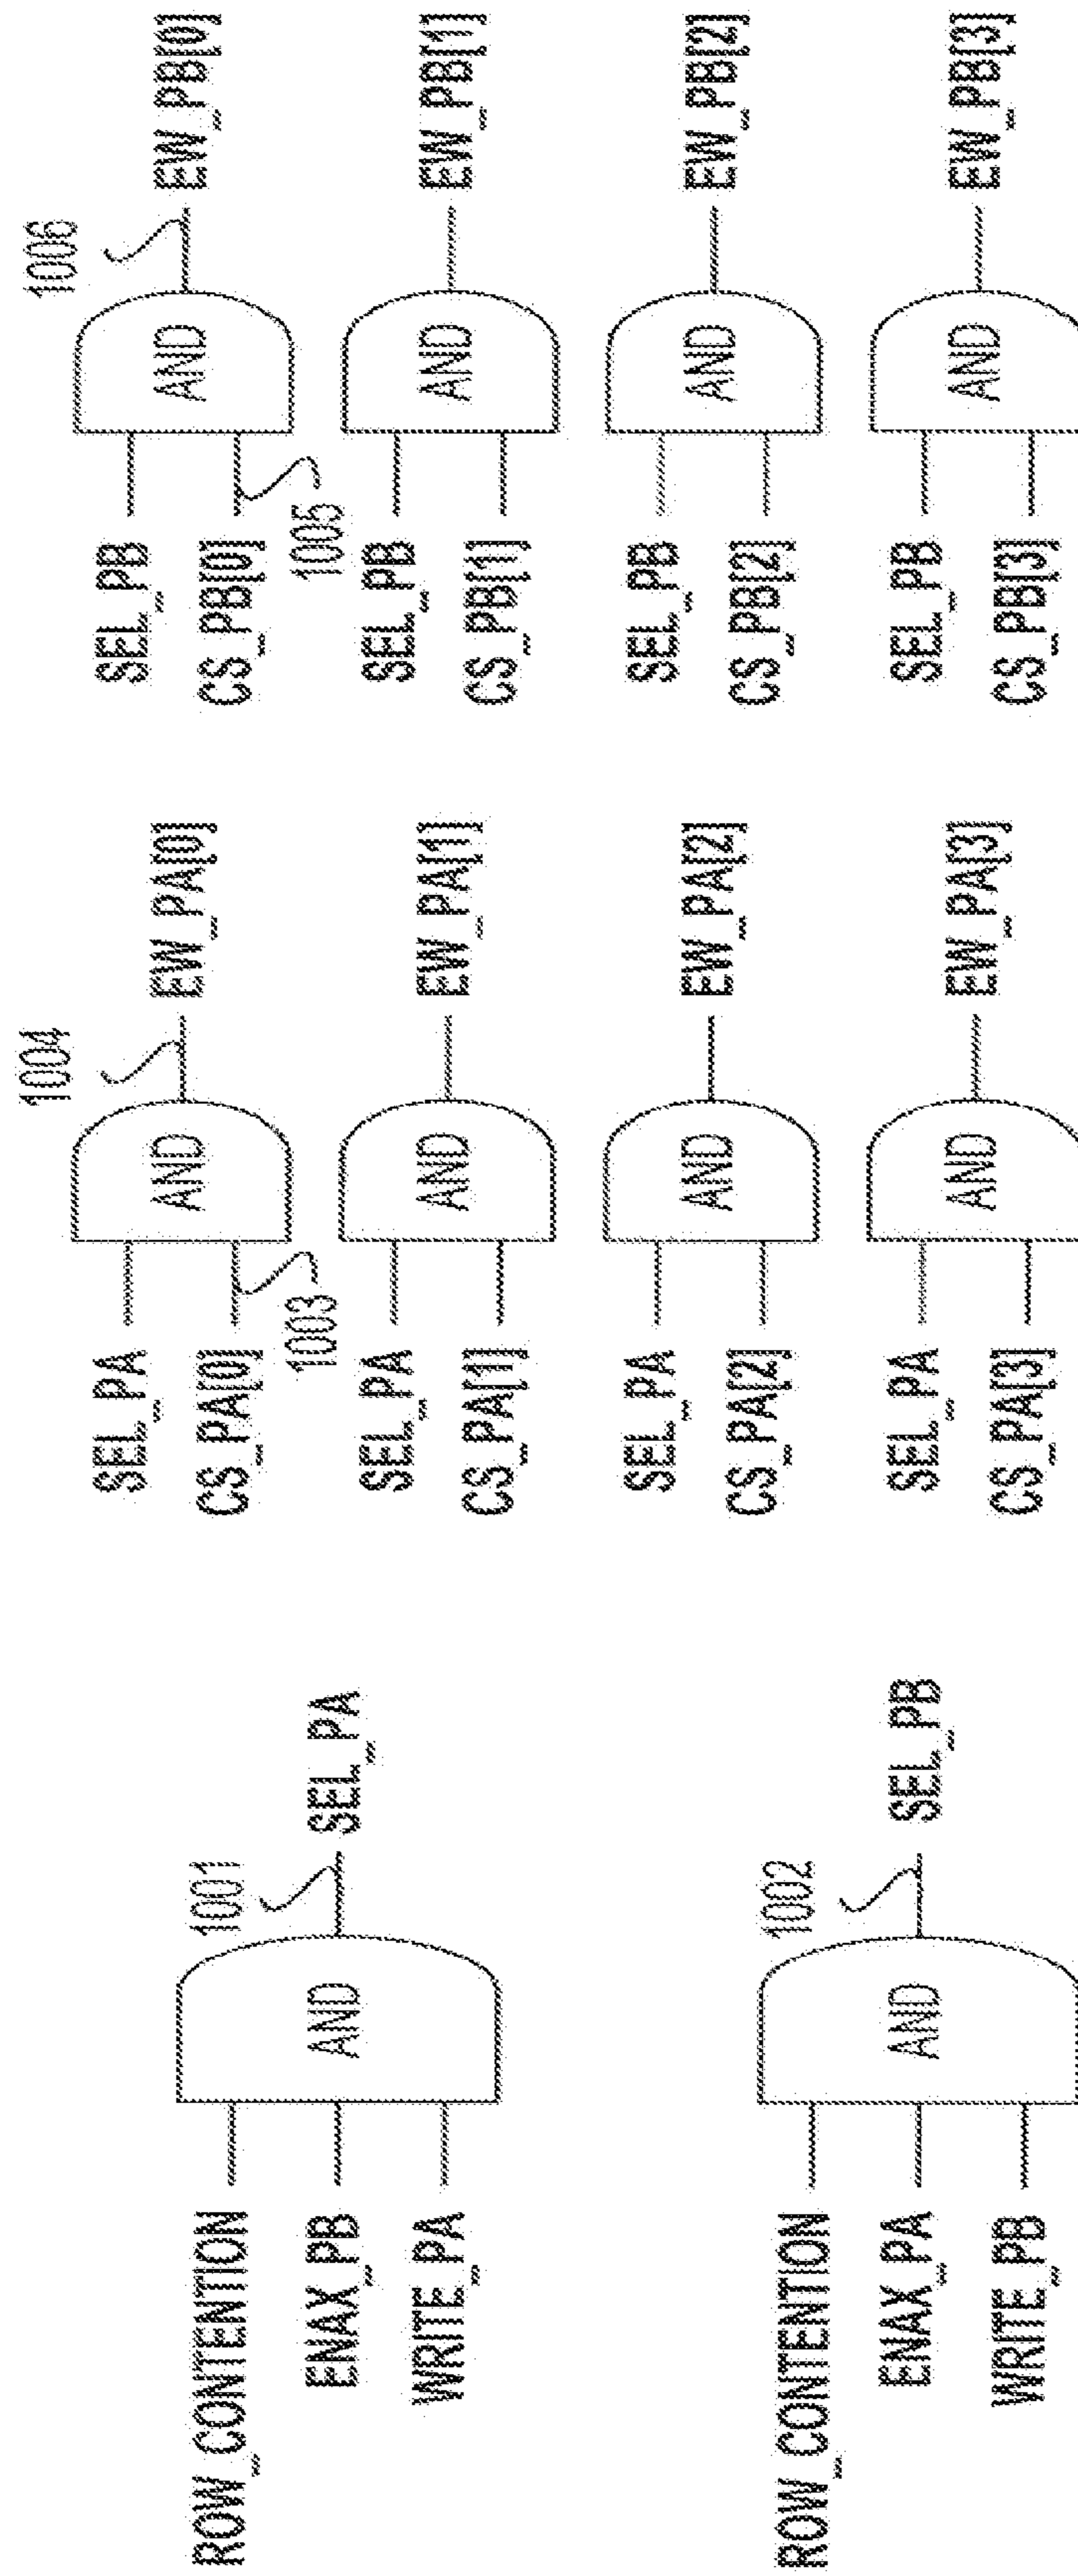 ROW_CONTENTION
ENAX_PB
WRITE_PA
AND
1001
SEL_PA
ROW_CONTENTION
ENAX_PA
WRITE_PB
AND
1002
SEL_PB
SEL_PA
CS_PA[0]
1003
AND
1004
EW_PA[0]
SEL_PA
CS_PA[1]
AND
EW_PA[1]
SEL_PA
CS_PA[2]
AND
EW_PA[2]
SEL_PA
CS_PA[3]
AND
EW_PA[3]
SEL_PB
CS_PB[0]
1005
AND
1006
EW_PB[0]
SEL_PB
CS_PB[1]
AND
EW_PB[1]
SEL_PB
CS_PB[2]
AND
EW_PB[2]
SEL_PB
CS_PB[3]
AND
EW_PB[3]